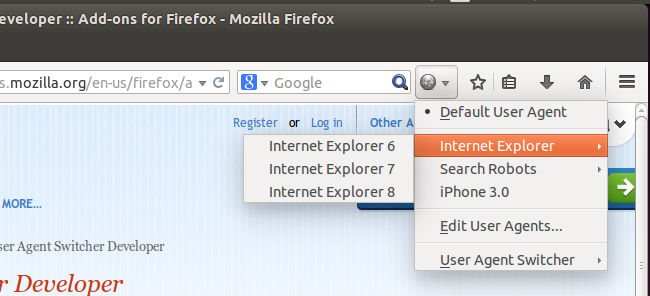 eveloper :: Add-ons for Firefox - Mozilla Firefox
s.mozilla.org/en-us/firefox/a
Google
Register or Log in
Other A
Default User Agent
Internet Explorer
Search Robots
iPhone 3.0
Edit User Agents...
User Agent Switcher
Internet Explorer 6
Internet Explorer 7
Internet Explorer 8
MORE...
ser Agent Switcher Developer
r Developer